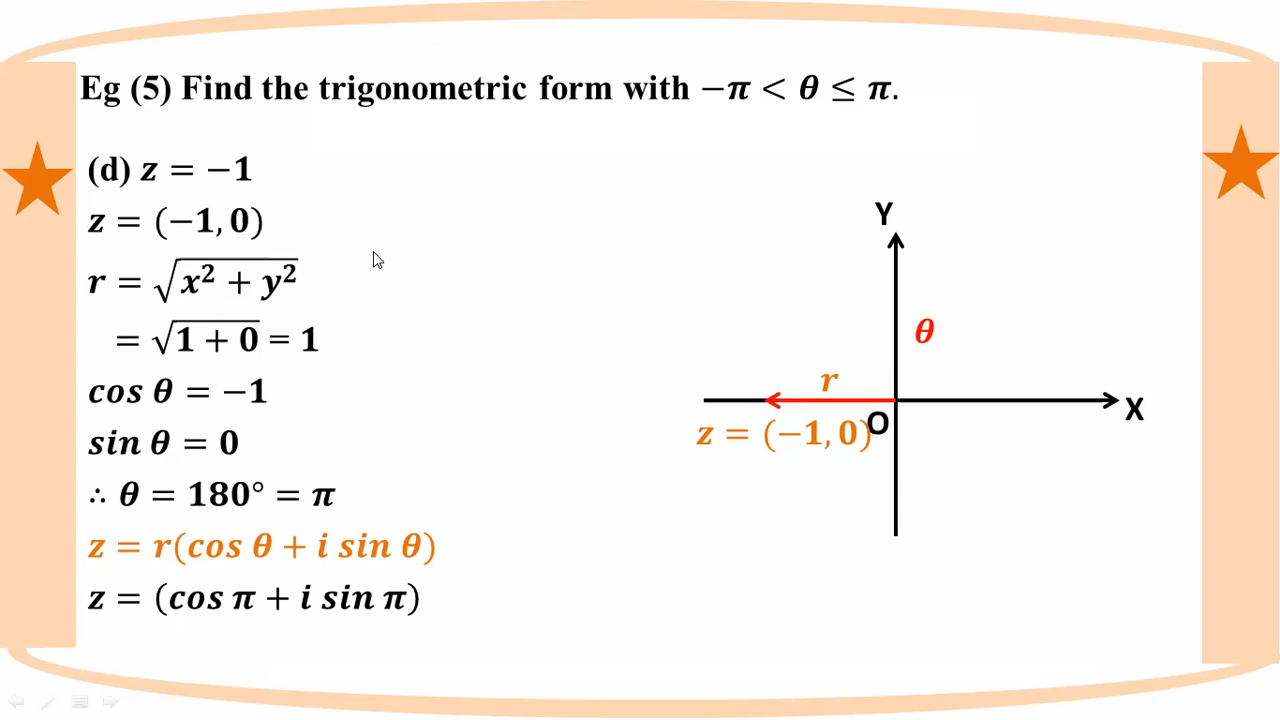 Eg (5) Find the trigonometric form with −π < θ ≤ π.
(d) z = −1
z = (−1, 0)
r = √(x² + y²)
= √(1 + 0) = 1
cos θ = −1
sin θ = 0
∴ θ = 180° = π
z = r(cos θ + i sin θ)
z = (cos π + i sin π)
Y
θ
r
X
O
z = (−1, 0)